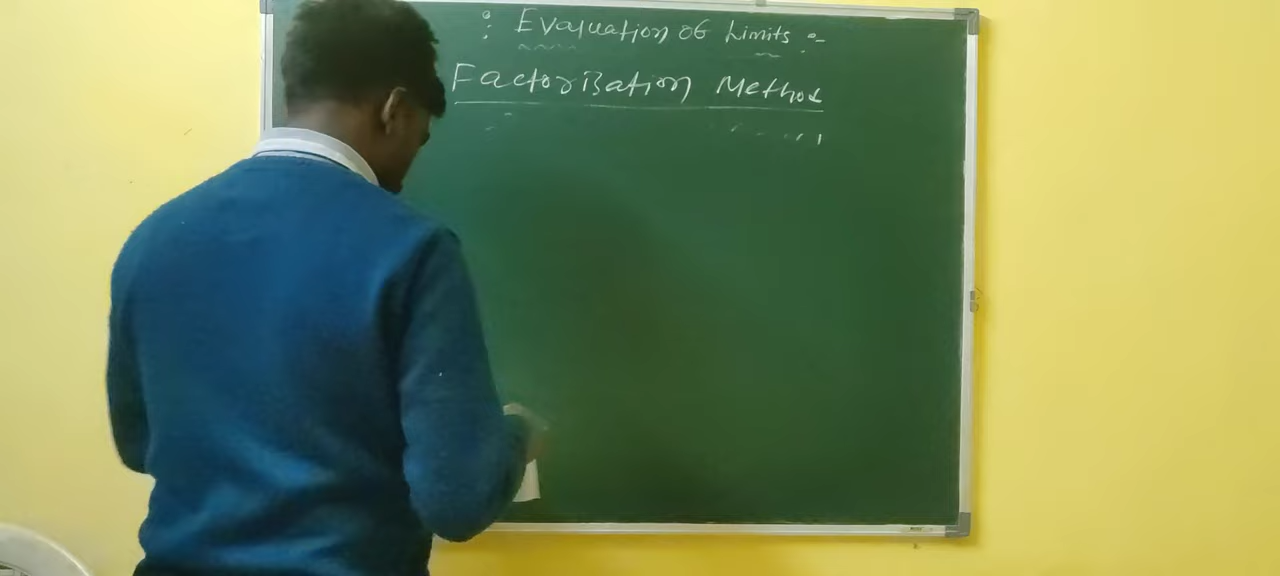 : Evaluation of Limits :-
Factorization Method